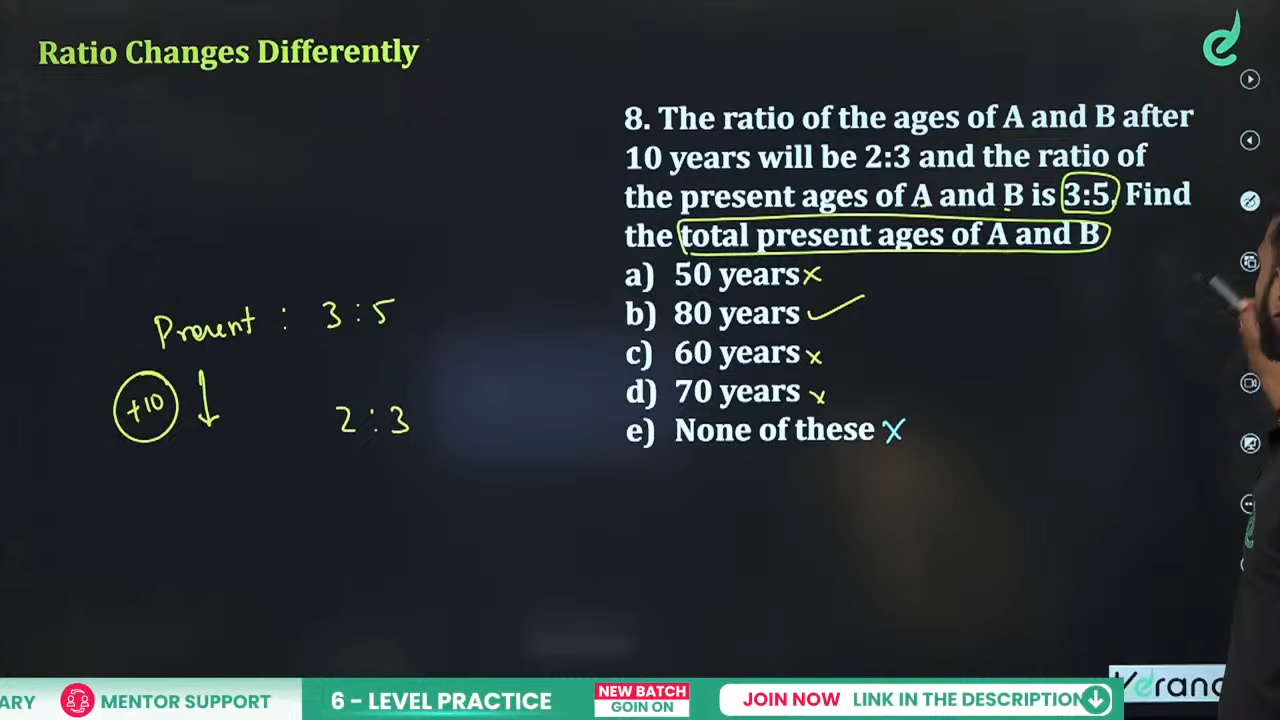 Ratio Changes Differently
8. The ratio of the ages of A and B after
10 years will be 2:3 and the ratio of
the present ages of A and B is 3:5. Find
the total present ages of A and B
a) 50 years x
b) 80 years ✓
c) 60 years x
d) 70 years x
e) None of these x
Present : 3:5
+10 ↓ 2:3
ARY MENTOR SUPPORT 6 - LEVEL PRACTICE NEW BATCH GOIN ON JOIN NOW LINK IN THE DESCRIPTION